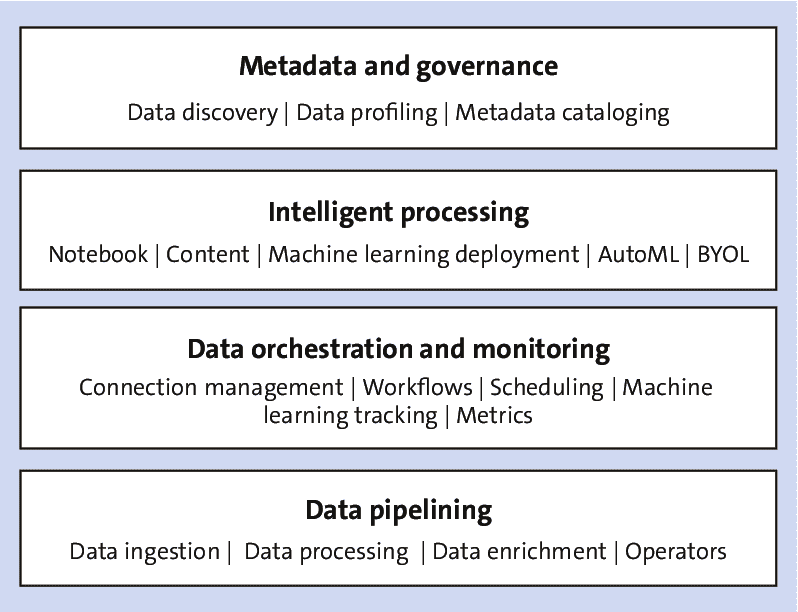 Metadata and governance
Data discovery | Data profiling | Metadata cataloging
Intelligent processing
Notebook | Content | Machine learning deployment | AutoML | BYOL
Data orchestration and monitoring
Connection management | Workflows | Scheduling | Machine
learning tracking | Metrics
Data pipelining
Data ingestion | Data processing | Data enrichment | Operators